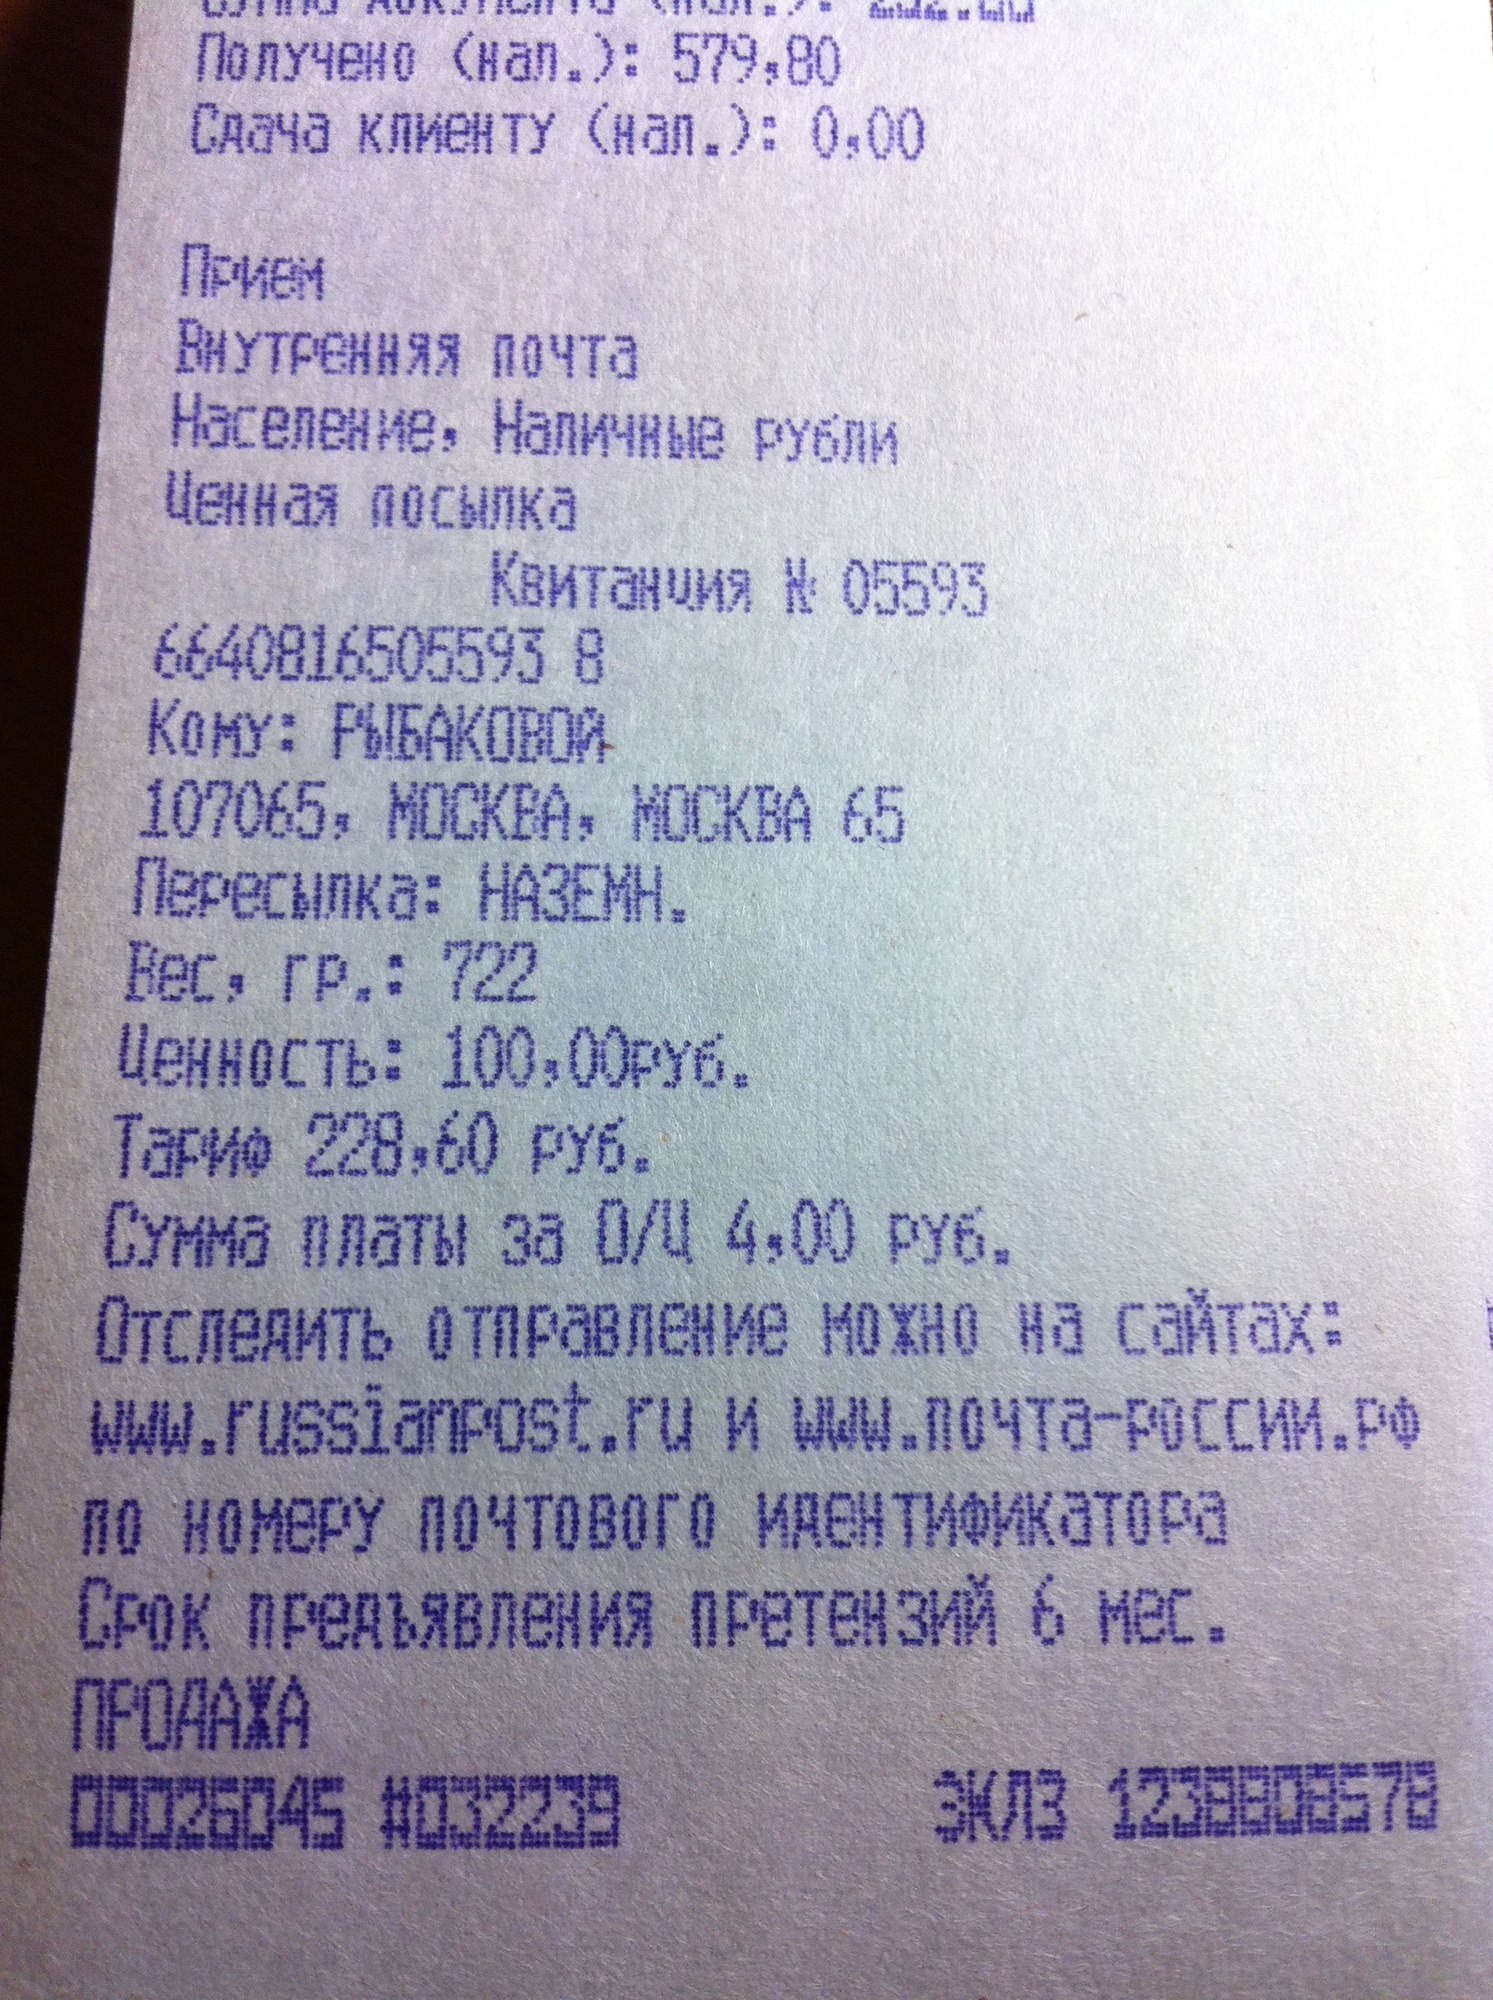 Получено (нал.): 579,80
Сдача клиенту (нал.): 0,00
Прием
Внутренняя почта
Население, Наличные рубли
Ценная посылка
Квитанция № 05593
6640816505593 8
Кому: РЫБАКОВОЙ
107065, МОСКВА, МОСКВА 65
Пересылка: НАЗЕМН.
Вес, гр.: 722
Ценность: 100,00руб.
Тариф 228,60 руб.
Сумма платы за О/Ц 4,00 руб.
Отследить отправление можно на сайтах:
www.russianpost.ru и www.почта-россии.рф
по номеру почтового идентификатора
Срок предъявления претензий 6 мес.
ПРОДАЖА
00026045 #032239 ЭКЛЗ 1238808578